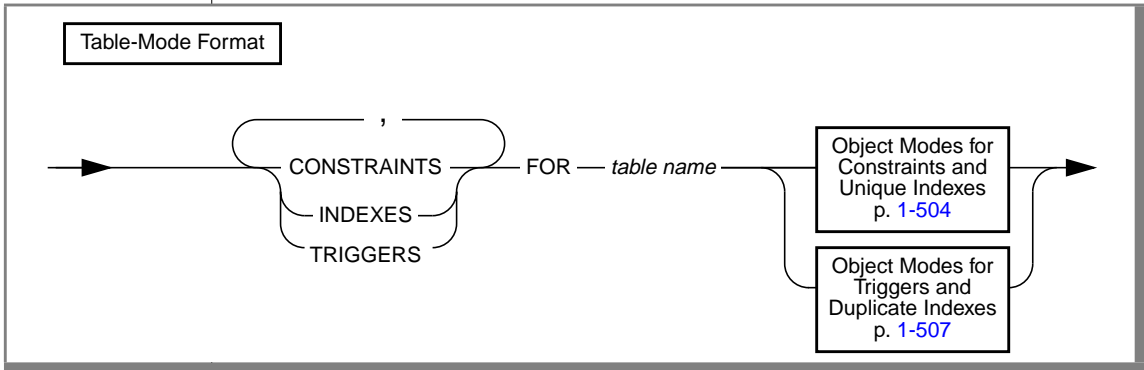 Table-Mode Format
,
CONSTRAINTS FOR table name
INDEXES
TRIGGERS
Object Modes for
Constraints and
Unique Indexes
p. 1-504
Object Modes for
Triggers and
Duplicate Indexes
p. 1-507